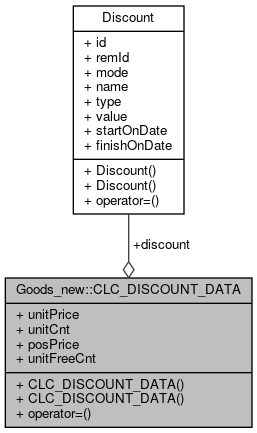 Discount
+ id
+ remId
+ mode
+ name
+ type
+ value
+ startOnDate
+ finishOnDate
+ Discount()
+ Discount()
+ operator=()
+discount
Goods_new::CLC_DISCOUNT_DATA
+ unitPrice
+ unitCnt
+ posPrice
+ unitFreeCnt
+ CLC_DISCOUNT_DATA()
+ CLC_DISCOUNT_DATA()
+ operator=()